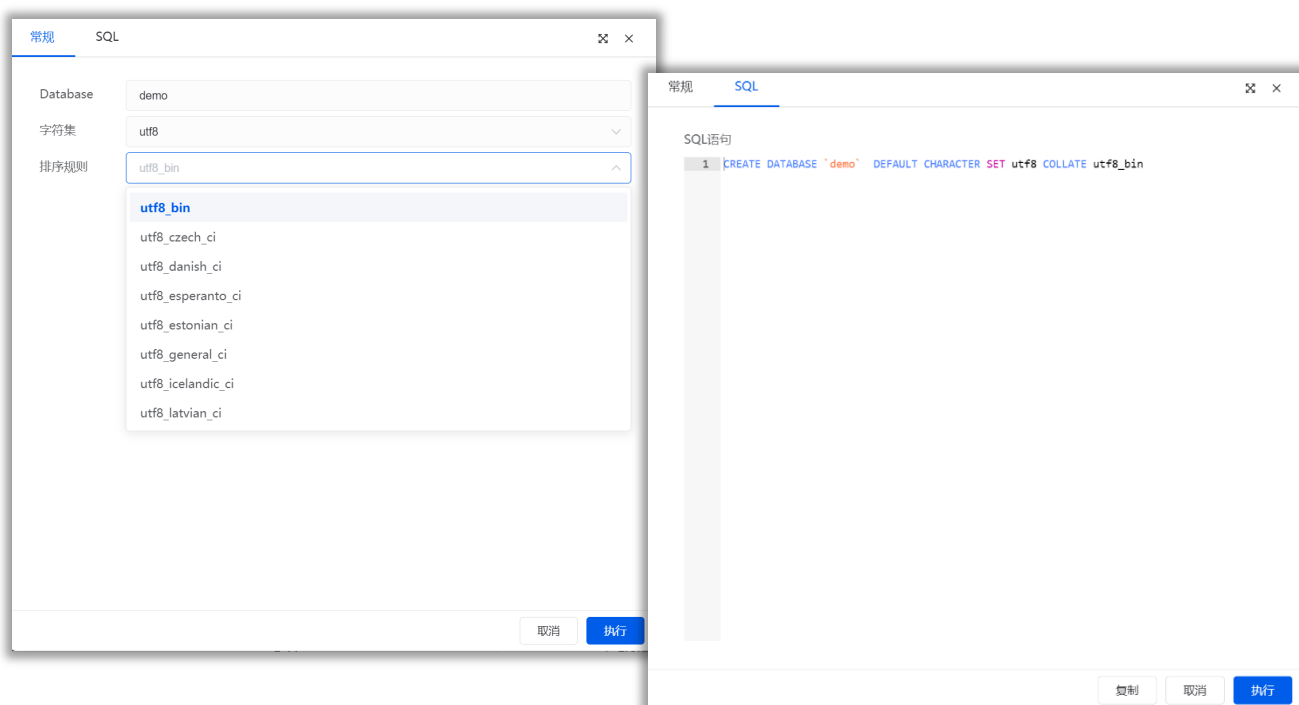 常规 SQL
Database demo
字符集 utf8
排序规则 utf8_bin
utf8_bin
utf8_czech_ci
utf8_danish_ci
utf8_esperanto_ci
utf8_estonian_ci
utf8_general_ci
utf8_icelandic_ci
utf8_latvian_ci
取消 执行
常规 SQL
SQL语句
1 CREATE DATABASE `demo`  DEFAULT CHARACTER SET utf8 COLLATE utf8_bin
复制 取消 执行